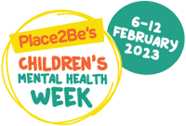 Place2Be's
CHILDREN'S
MENTAL HEALTH
WEEK
6-12
FEBRUARY
2023